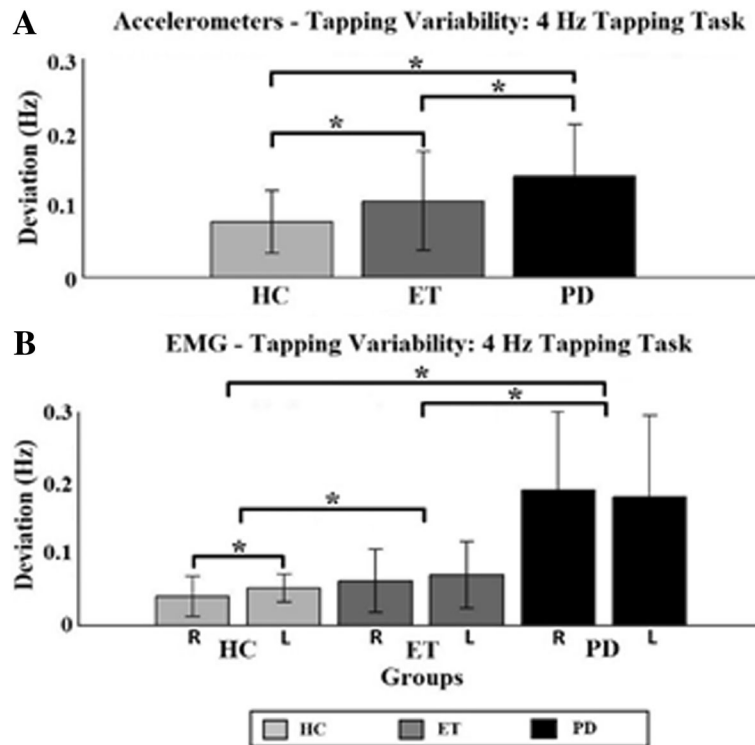 A
Accelerometers - Tapping Variability: 4 Hz Tapping Task
0.3
0.2
0.1
0
Deviation (Hz)
*
*
*
HC ET PD
B
EMG - Tapping Variability: 4 Hz Tapping Task
0.3
0.2
0.1
0
Deviation (Hz)
*
*
*
*
R L R L R L
HC ET PD
Groups
HC ET PD